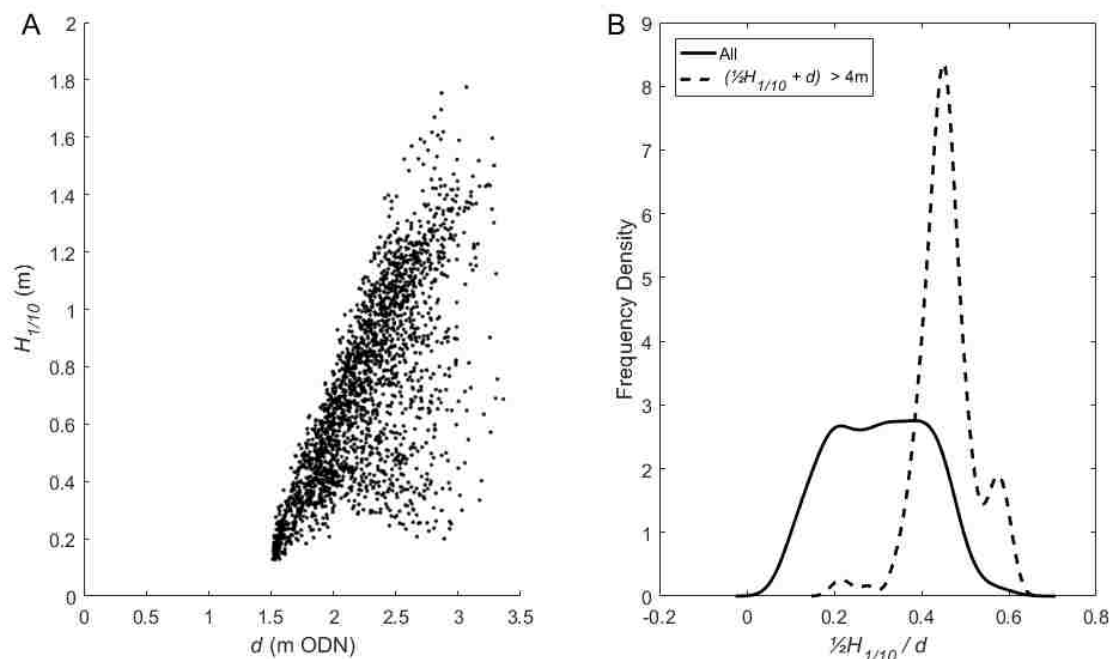 A
2
1.8
1.6
1.4
1.2
1
0.8
0.6
0.4
0.2
0
H1/10 (m)
0 0.5 1 1.5 2 2.5 3 3.5
d (m ODN)
B
9
8
7
6
5
4
3
2
1
0
Frequency Density
All
(½H1/10 + d) > 4m
-0.2 0 0.2 0.4 0.6 0.8
½H1/10 / d